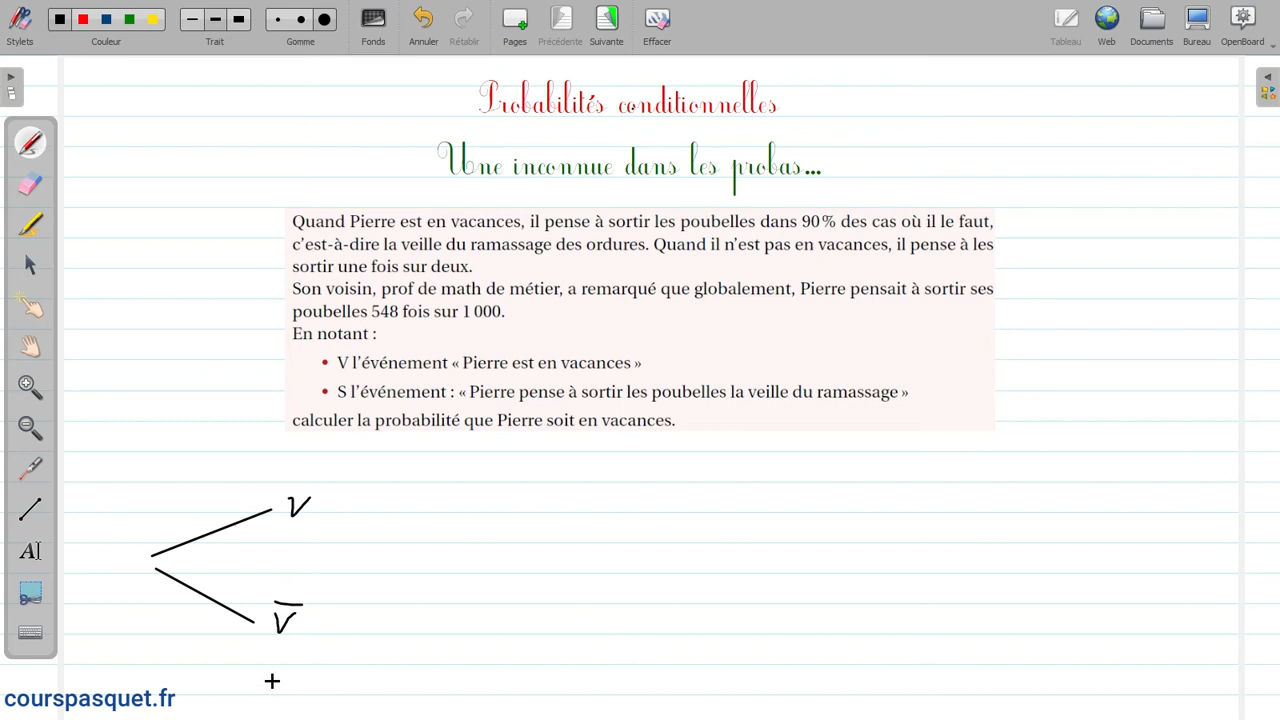 Stylets Couleur Trait Gomme Fonds Annuler Rétablir Pages Précédente Suivante Effacer Tableau Web Documents Bureau OpenBoard
Probabilités conditionnelles
Une inconnue dans les probas...
Quand Pierre est en vacances, il pense à sortir les poubelles dans 90% des cas où il le faut,
c'est-à-dire la veille du ramassage des ordures. Quand il n'est pas en vacances, il pense à les
sortir une fois sur deux.
Son voisin, prof de math de métier, a remarqué que globalement, Pierre pensait à sortir ses
poubelles 548 fois sur 1 000.
En notant :
• V l'événement « Pierre est en vacances »
• S l'événement : « Pierre pense à sortir les poubelles la veille du ramassage »
calculer la probabilité que Pierre soit en vacances.
V
V̅
courspasquet.fr